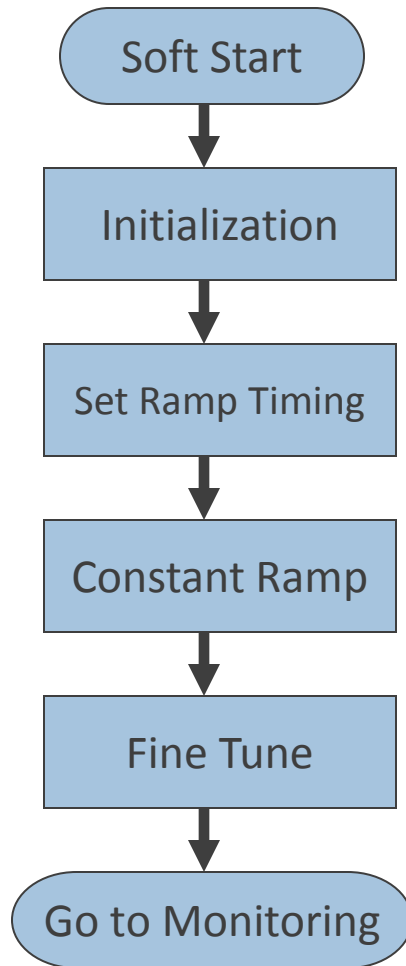 Soft Start
Initialization
Set Ramp Timing
Constant Ramp
Fine Tune
Go to Monitoring